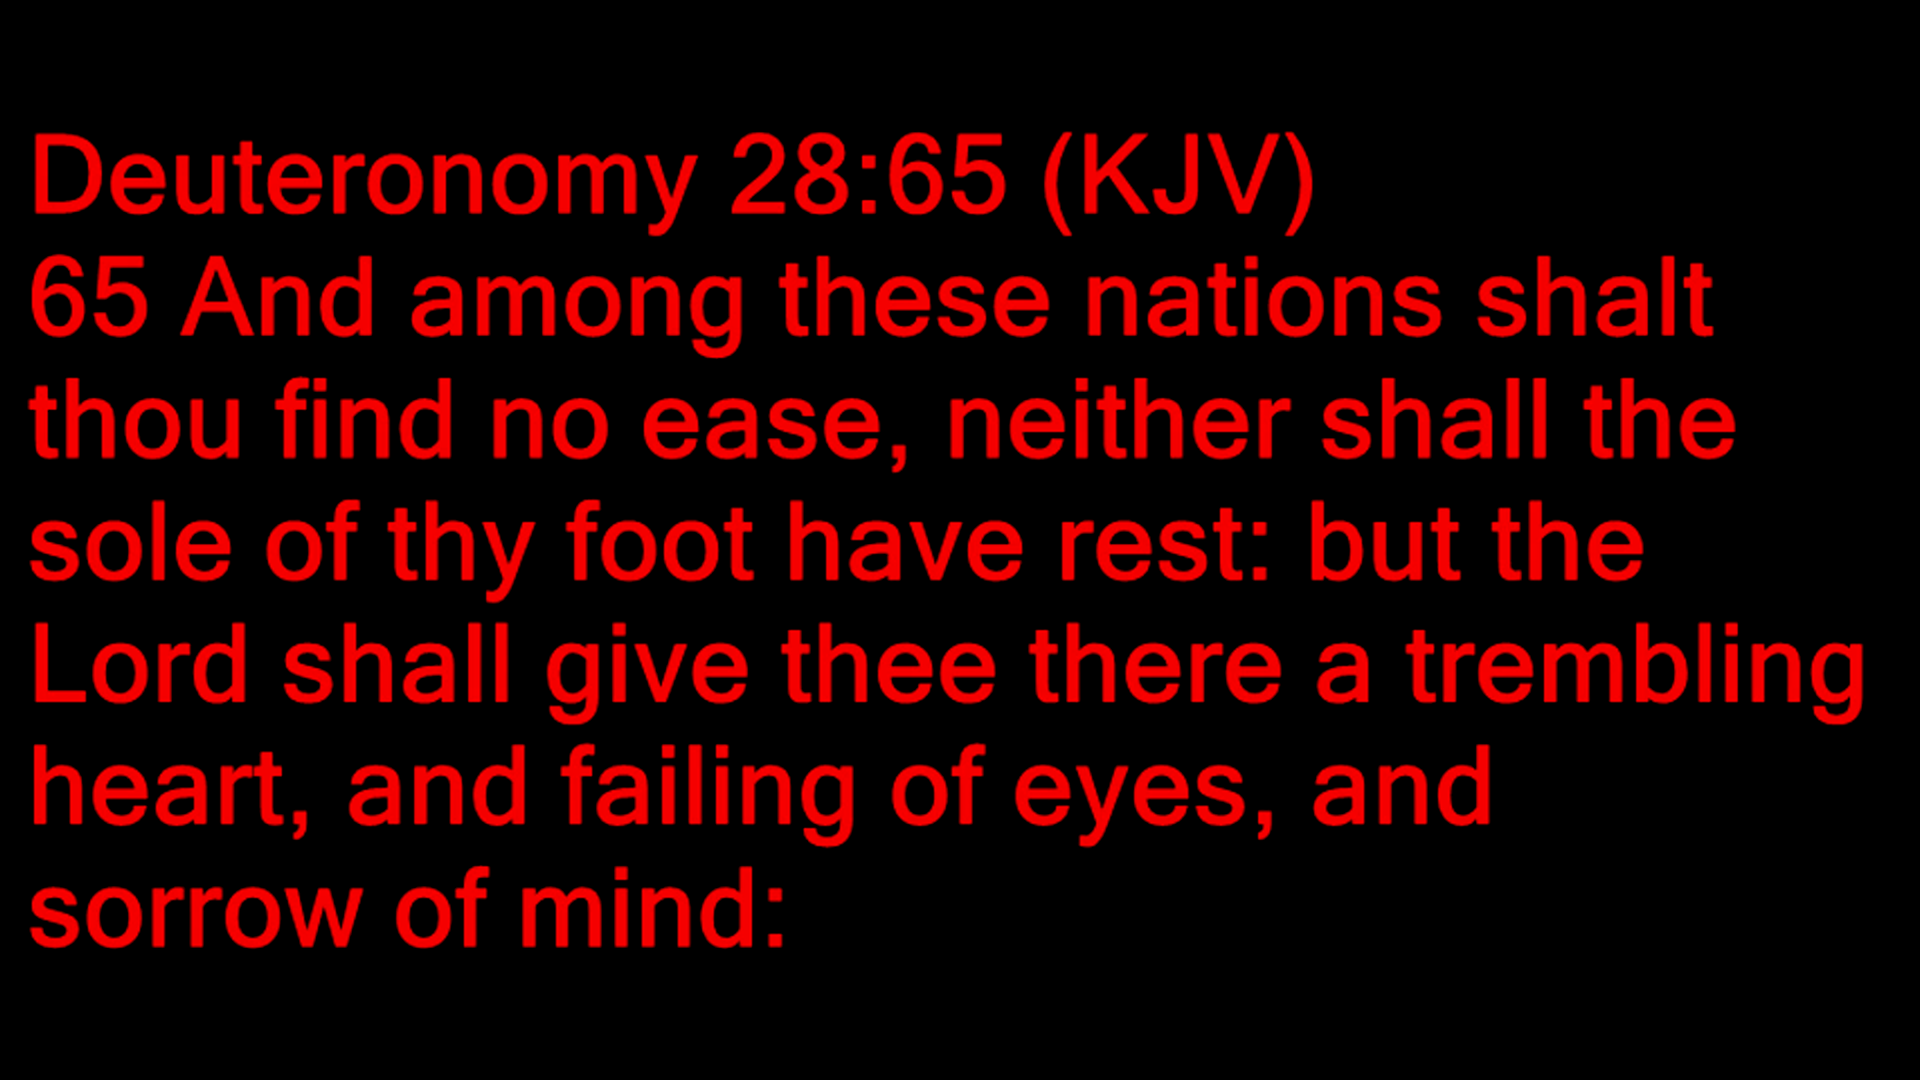 Deuteronomy 28:65 (KJV)
65 And among these nations shalt
thou find no ease, neither shall the
sole of thy foot have rest: but the
Lord shall give thee there a trembling
heart, and failing of eyes, and
sorrow of mind: